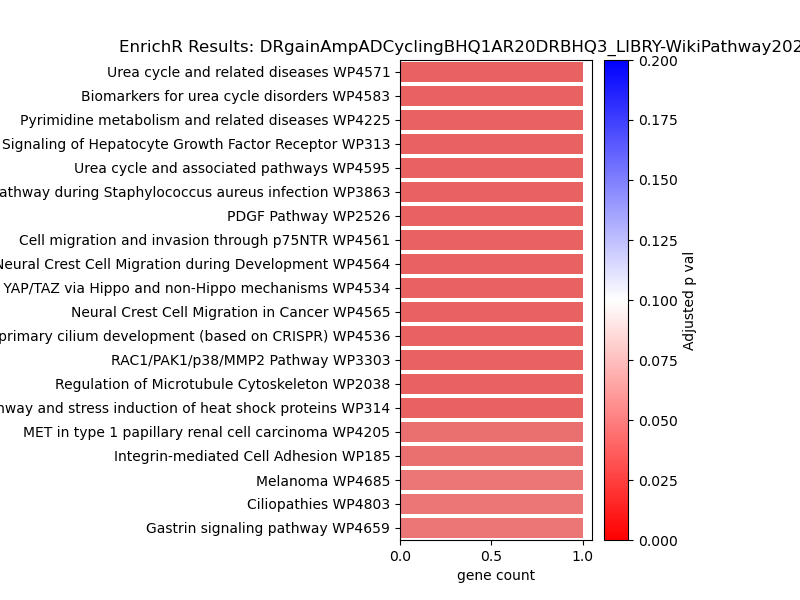 EnrichR Results: DRgainAmpADCyclingBHQ1AR20DRBHQ3_LIBRY-WikiPathway202
Urea cycle and related diseases WP4571
Biomarkers for urea cycle disorders WP4583
Pyrimidine metabolism and related diseases WP4225
Signaling of Hepatocyte Growth Factor Receptor WP313
Urea cycle and associated pathways WP4595
athway during Staphylococcus aureus infection WP3863
PDGF Pathway WP2526
Cell migration and invasion through p75NTR WP4561
Neural Crest Cell Migration during Development WP4564
YAP/TAZ via Hippo and non-Hippo mechanisms WP4534
Neural Crest Cell Migration in Cancer WP4565
primary cilium development (based on CRISPR) WP4536
RAC1/PAK1/p38/MMP2 Pathway WP3303
Regulation of Microtubule Cytoskeleton WP2038
hway and stress induction of heat shock proteins WP314
MET in type 1 papillary renal cell carcinoma WP4205
Integrin-mediated Cell Adhesion WP185
Melanoma WP4685
Ciliopathies WP4803
Gastrin signaling pathway WP4659
0.0 0.5 1.0
gene count
0.200
0.175
0.150
0.125
0.100
0.075
0.050
0.025
0.000
Adjusted p val